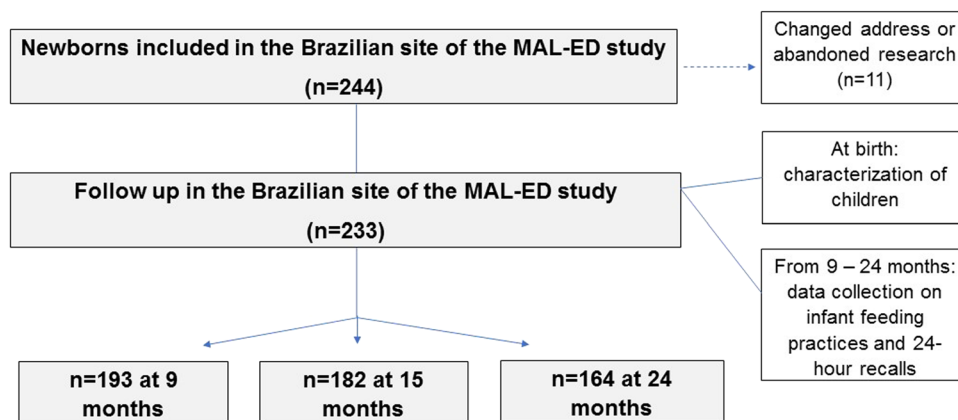 Newborns included in the Brazilian site of the MAL-ED study
(n=244)
Changed address or
abandoned research
(n=11)
Follow up in the Brazilian site of the MAL-ED study
(n=233)
At birth:
characterization of
children
From 9 – 24 months:
data collection on
infant feeding
practices and 24-
hour recalls
n=193 at 9
months
n=182 at 15
months
n=164 at 24
months